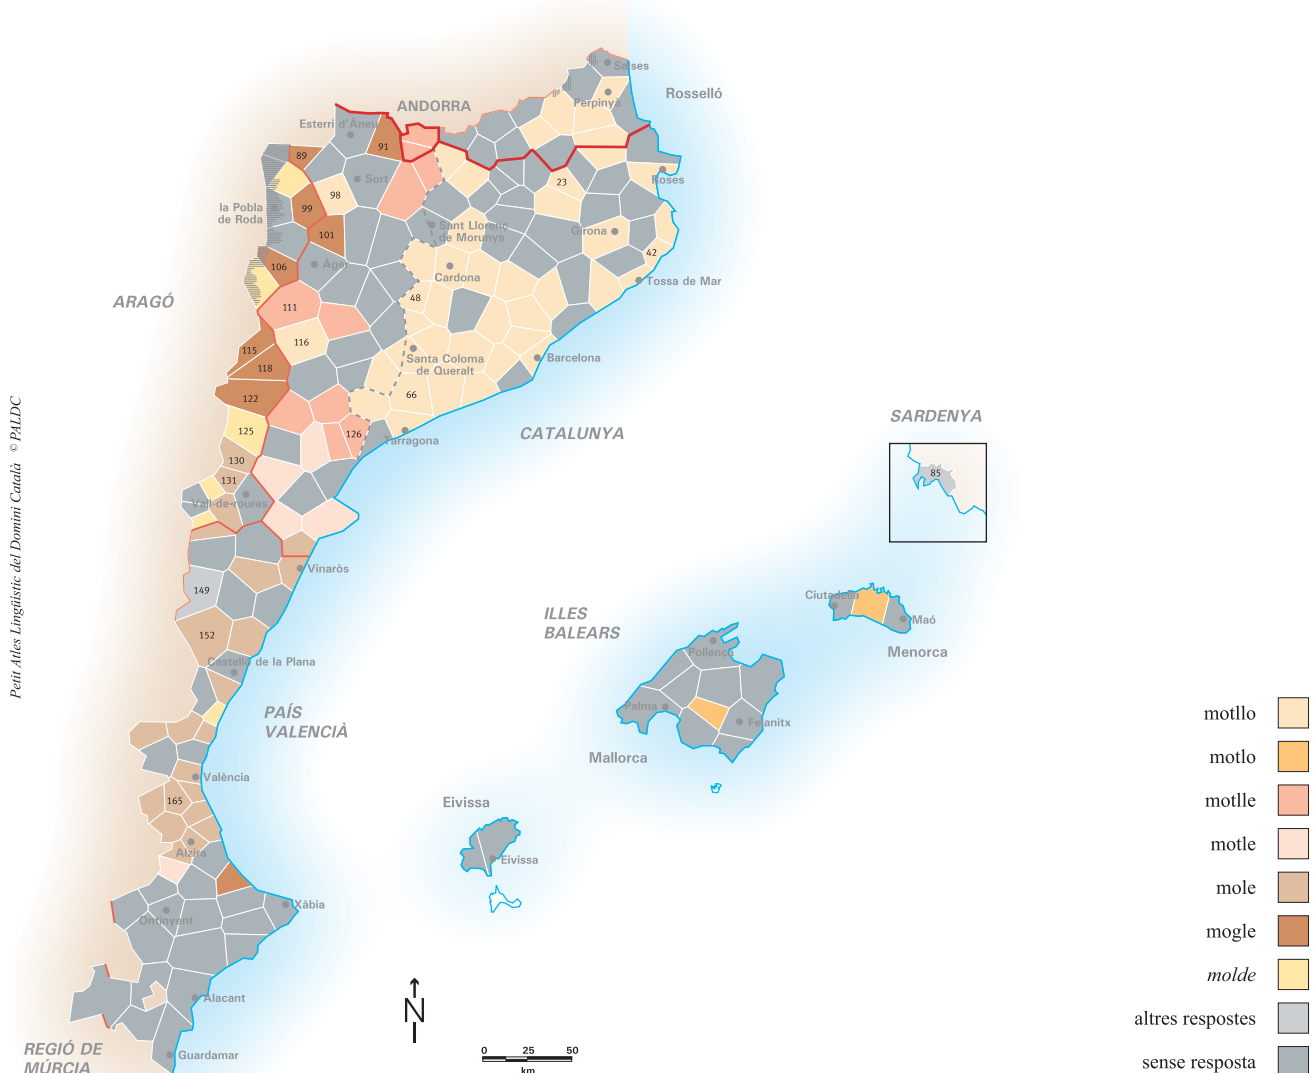 Salses
Rosselló
Perpinyà
ANDORRA
Esterri d'Àneu
89
91
Sort
98
23
Roses
99
la Pobla
de Roda
101
Sant Llorenç
de Morunys
Girona
42
106
Àger
Cardona
Tossa de Mar
ARAGÓ
111
48
116
115
118
Santa Coloma
de Queralt
Barcelona
122
66
125
126
Tarragona
CATALUNYA
SARDENYA
130
131
85
Vall-de-roures
Petit Atles Lingüístic del Domini Català © PALDC
Vinaròs
149
152
Castelló de la Plana
ILLES
BALEARS
Ciutadella
Maó
Menorca
Pollença
Palma
Felanitx
Mallorca
PAÍS
VALENCIÀ
València
165
Alzira
Eivissa
Eivissa
Xàbia
Ontinyent
Alacant
Guardamar
REGIÓ DE
MÚRCIA
N
0 25 50
km
motllo
motlo
motlle
motle
mole
mogle
molde
altres respostes
sense resposta